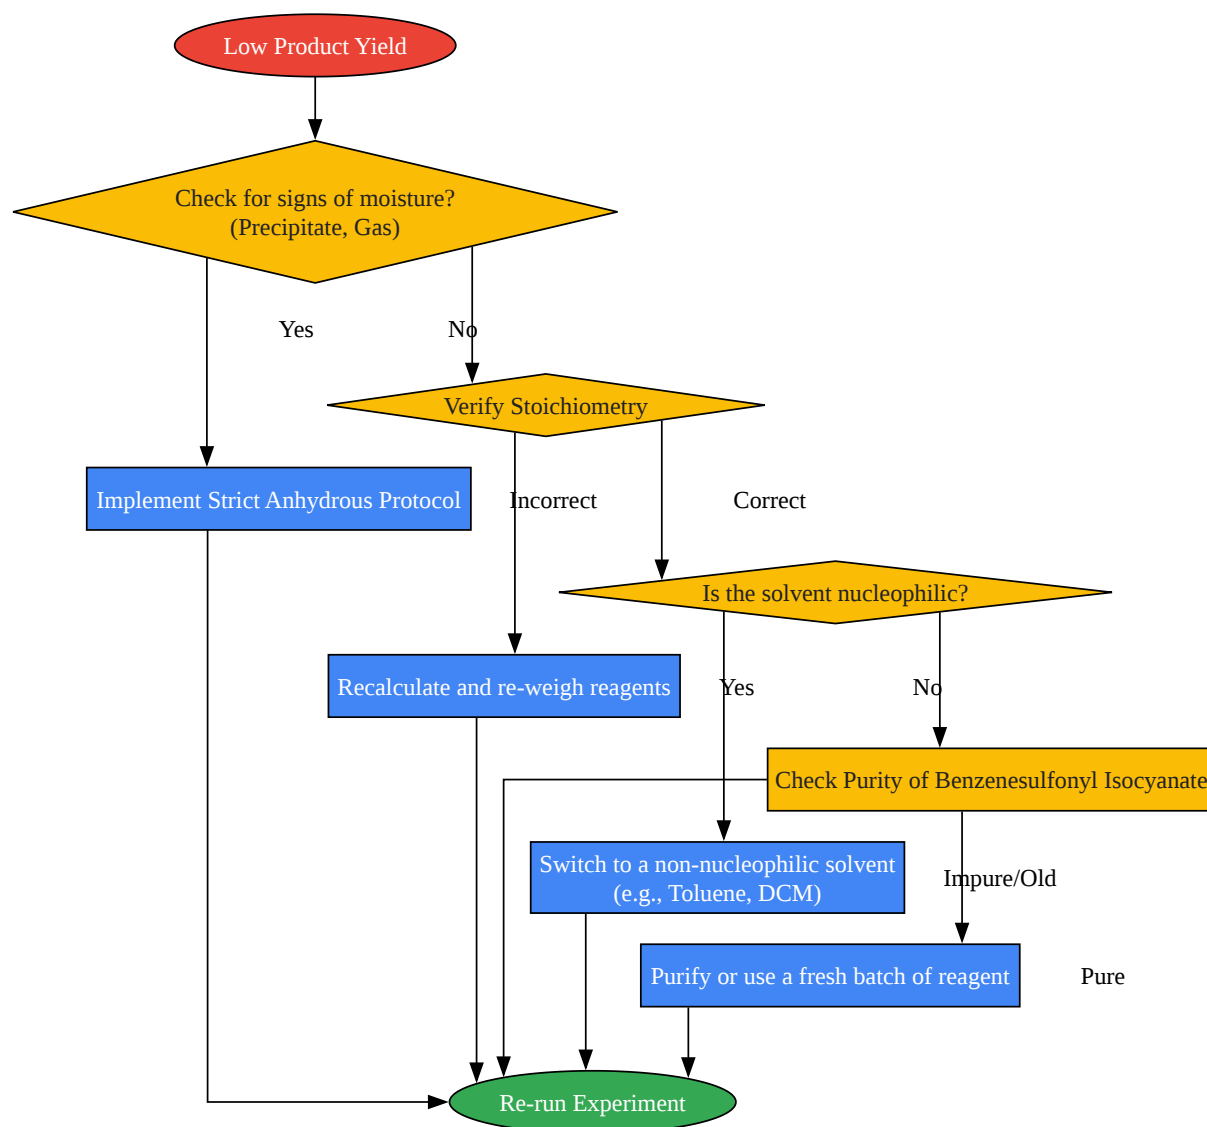 Low Product Yield
Check for signs of moisture?
(Precipitate, Gas)
Yes
No
Verify Stoichiometry
Implement Strict Anhydrous Protocol
Incorrect
Correct
Is the solvent nucleophilic?
Recalculate and re-weigh reagents
Yes
No
Check Purity of Benzenesulfonyl Isocyanate
Switch to a non-nucleophilic solvent
(e.g., Toluene, DCM)
Impure/Old
Purify or use a fresh batch of reagent
Pure
Re-run Experiment